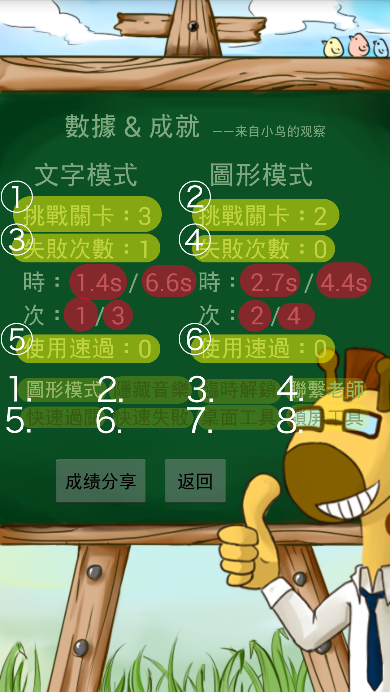 數據 & 成就 ——来自小鸟的观察
文字模式 圖形模式
① ②
挑戰關卡：3 挑戰關卡：2
③ ④
失敗次數：1 失敗次數：0
時：1.4s/6.6s 時：2.7s/4.4s
次：1/3 次：2/4
⑤ ⑥
使用速過：0 使用速過：0
1. 圖形模式 2. 隱藏音樂 3. 臨時解鎖 4. 聯繫老師
5. 快速過關 6. 快速失敗 7. 桌面工具 8. 鎖屏工具
成绩分享 返回